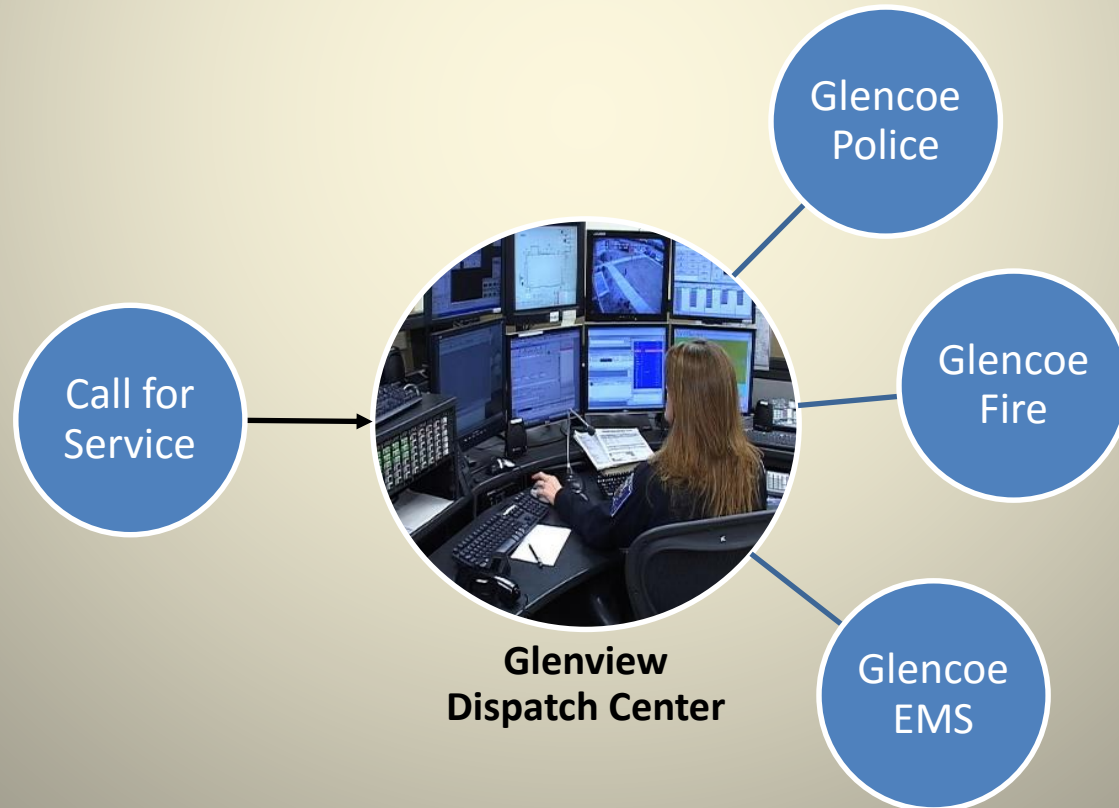 Call for
Service
Glenview
Dispatch Center
Glencoe
Police
Glencoe
Fire
Glencoe
EMS